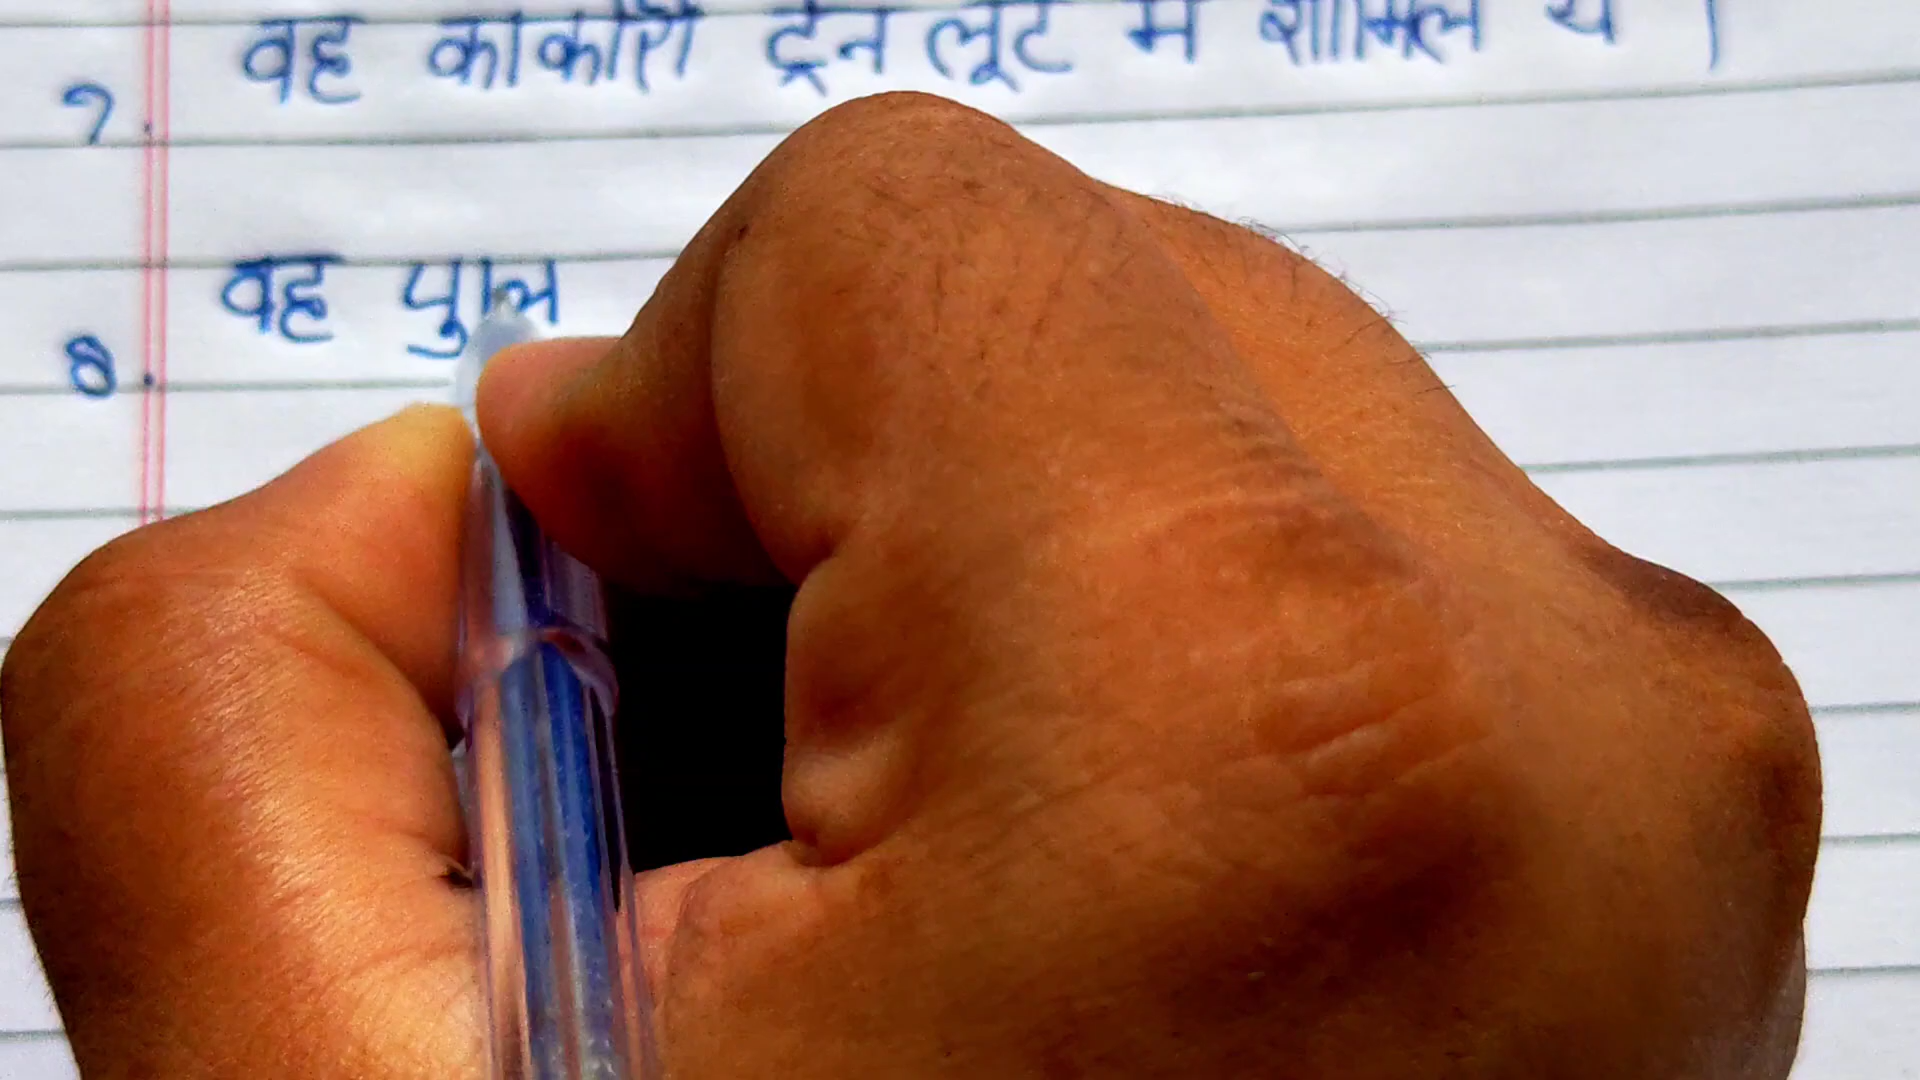 7. वह काकोरी ट्रेन लूट में शामिल थे।
8. वह पुल